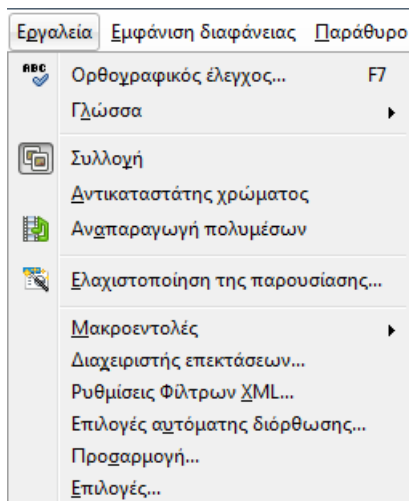 Εργαλεία Εμφάνιση διαφάνειας Παράθυρο
ABC Ορθογραφικός έλεγχος... F7
Γλώσσα
Συλλογή
Αντικαταστάτης χρώματος
Αναπαραγωγή πολυμέσων
Ελαχιστοποίηση της παρουσίασης...
Μακροεντολές
Διαχειριστής επεκτάσεων...
Ρυθμίσεις Φίλτρων XML...
Επιλογές αυτόματης διόρθωσης...
Προσαρμογή...
Επιλογές...